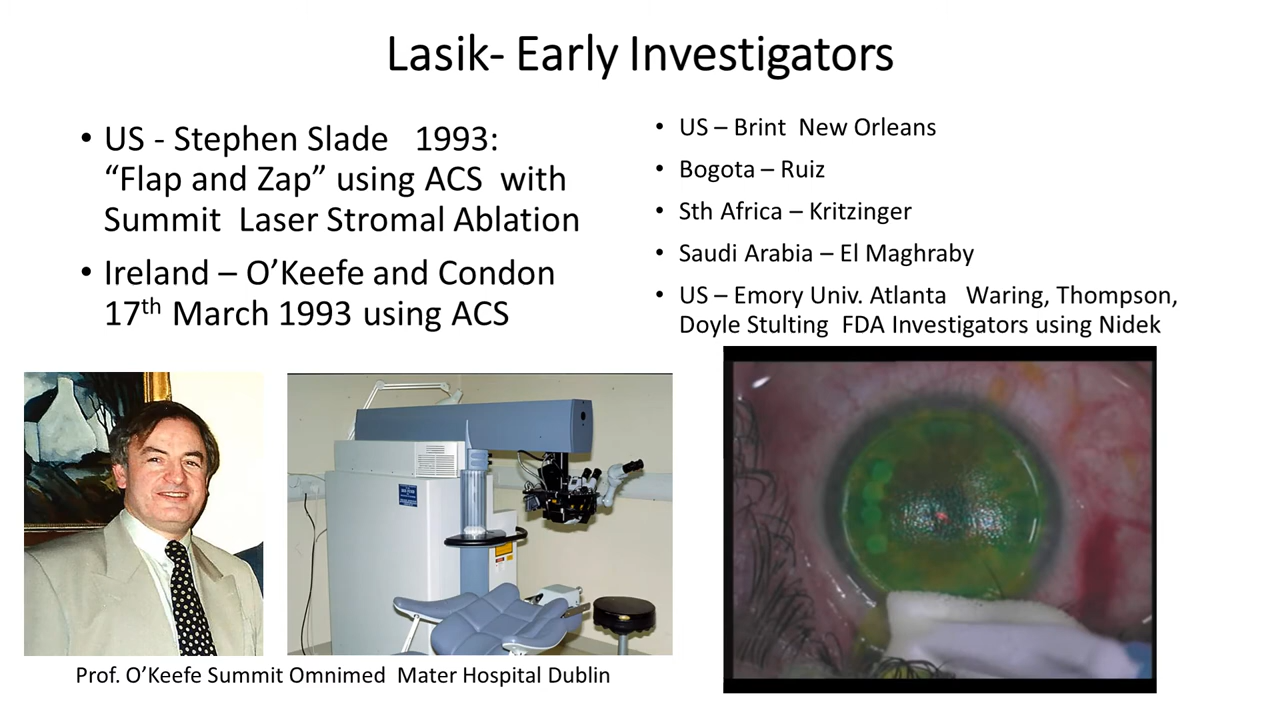 Lasik- Early Investigators
• US - Stephen Slade   1993:
“Flap and Zap” using ACS  with
Summit  Laser Stromal Ablation
• Ireland – O’Keefe and Condon
17th March 1993 using ACS
• US – Brint  New Orleans
• Bogota – Ruiz
• Sth Africa – Kritzinger
• Saudi Arabia – El Maghraby
• US – Emory Univ. Atlanta   Waring, Thompson,
Doyle Stulting  FDA Investigators using Nidek
Prof. O’Keefe Summit Omnimed  Mater Hospital Dublin